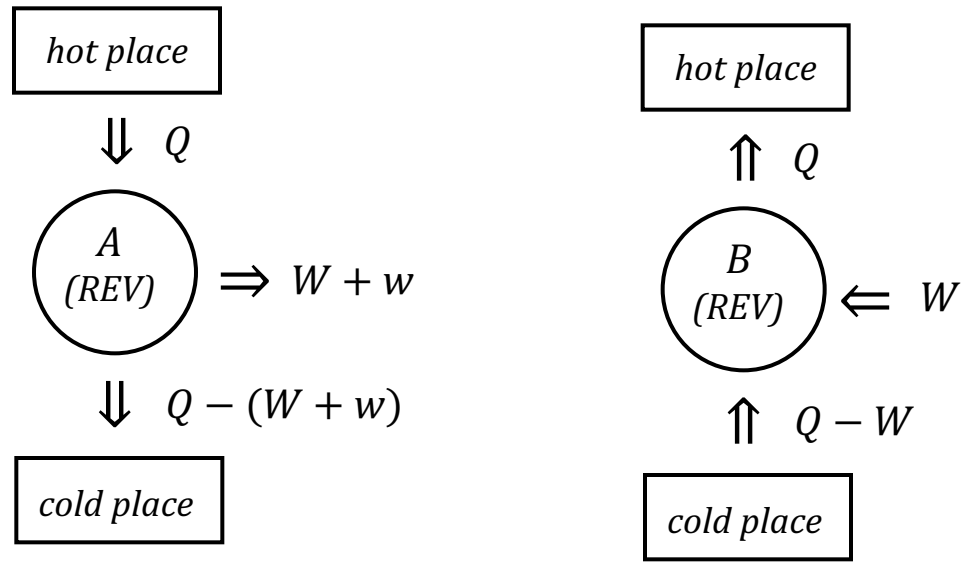 hot place
Q
A
(REV)
W + w
Q − (W + w)
cold place
hot place
Q
B
(REV)
W
Q − W
cold place